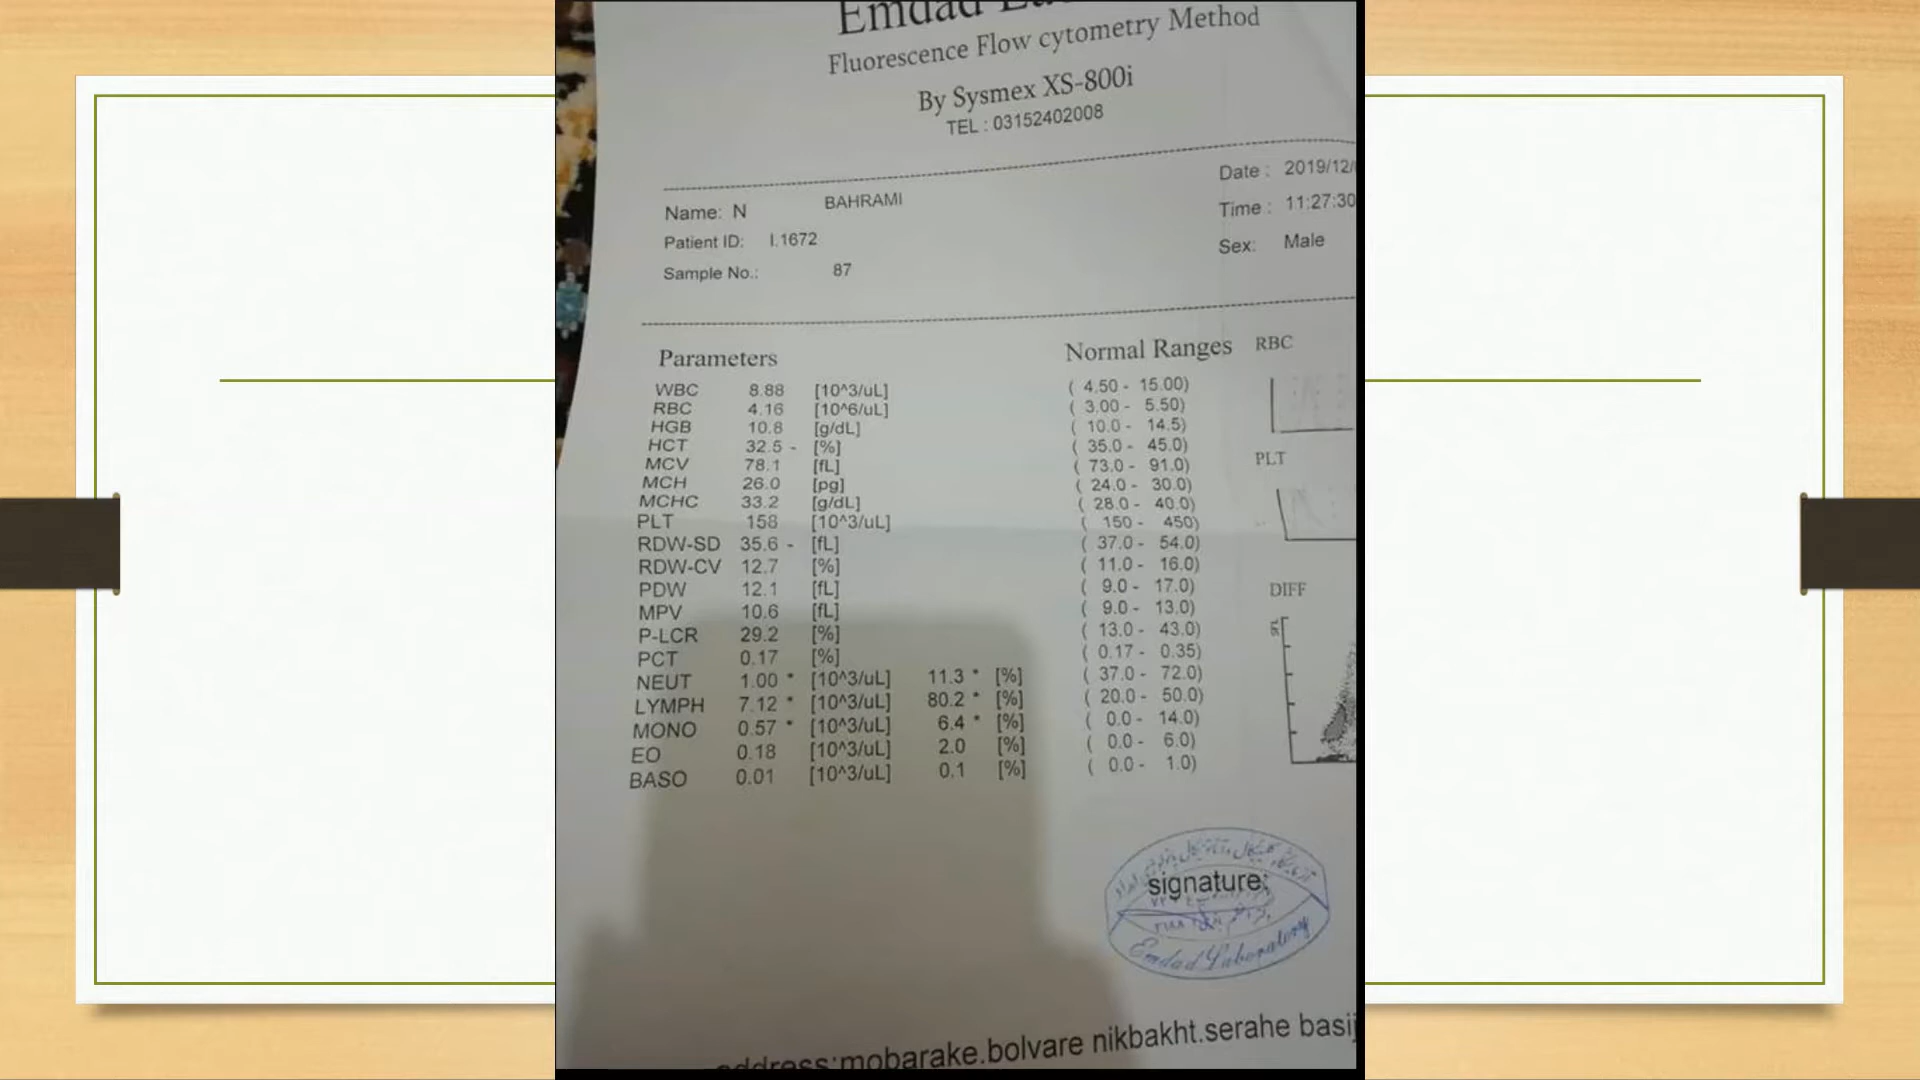 Emdad
Fluorescence Flow cytometry Method
By Sysmex XS-800i
TEL : 03152402008
Name: N BAHRAMI
Patient ID: I.1672
Sample No.: 87
Date : 2019/12/
Time : 11:27:30
Sex: Male
Parameters Normal Ranges
WBC 8.88 [10^3/uL] ( 4.50 - 15.00)
RBC 4.16 [10^6/uL] ( 3.00 - 5.50)
HGB 10.8 [g/dL] ( 10.0 - 14.5)
HCT 32.5 - [%] ( 35.0 - 45.0)
MCV 78.1 [fL] ( 73.0 - 91.0)
MCH 26.0 [pg] ( 24.0 - 30.0)
MCHC 33.2 [g/dL] ( 28.0 - 40.0)
PLT 158 [10^3/uL] ( 150 - 450)
RDW-SD 35.6 - [fL] ( 37.0 - 54.0)
RDW-CV 12.7 [%] ( 11.0 - 16.0)
PDW 12.1 [fL] ( 9.0 - 17.0)
MPV 10.6 [fL] ( 9.0 - 13.0)
P-LCR 29.2 [%] ( 13.0 - 43.0)
PCT 0.17 [%] ( 0.17 - 0.35)
NEUT 1.00 * [10^3/uL] 11.3 * [%] ( 37.0 - 72.0)
LYMPH 7.12 * [10^3/uL] 80.2 * [%] ( 20.0 - 50.0)
MONO 0.57 * [10^3/uL] 6.4 * [%] ( 0.0 - 14.0)
EO 0.18 [10^3/uL] 2.0 [%] ( 0.0 - 6.0)
BASO 0.01 [10^3/uL] 0.1 [%] ( 0.0 - 1.0)
RBC
PLT
DIFF
signature:
Emdad Laboratory
address:mobarake.bolvare nikbakht.serahe basij